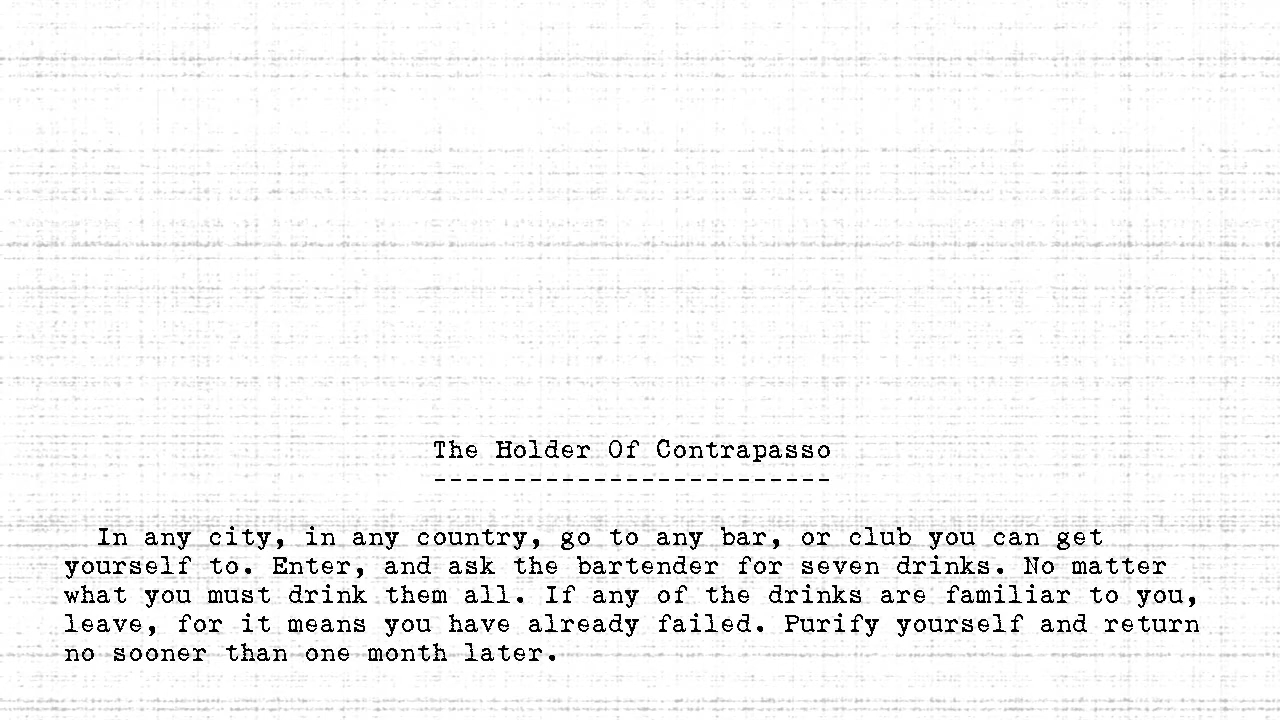 The Holder Of Contrapasso
-------------------------
In any city, in any country, go to any bar, or club you can get
yourself to. Enter, and ask the bartender for seven drinks. No matter
what you must drink them all. If any of the drinks are familiar to you,
leave, for it means you have already failed. Purify yourself and return
no sooner than one month later.